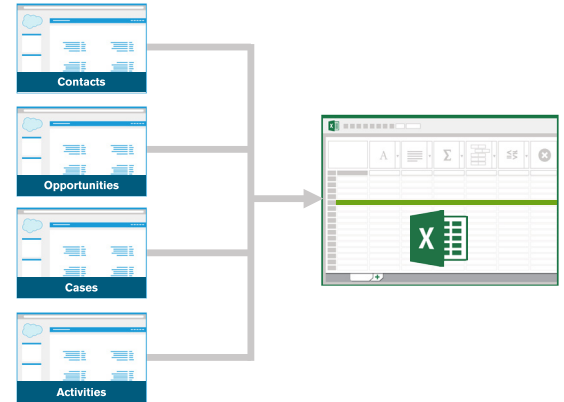 Contacts
Opportunities
Cases
Activities
A
Σ
X